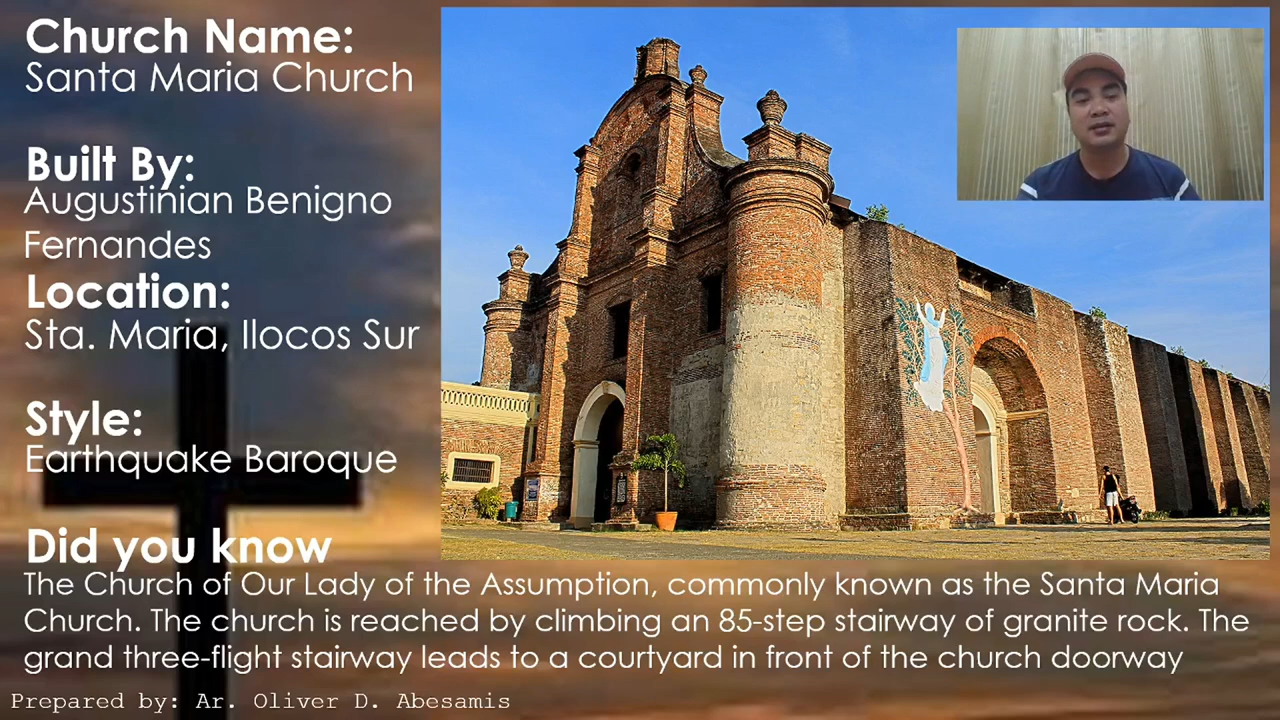 Church Name:
Santa Maria Church
Built By:
Augustinian Benigno
Fernandes
Location:
Sta. Maria, Ilocos Sur
Style:
Earthquake Baroque
Did you know
The Church of Our Lady of the Assumption, commonly known as the Santa Maria
Church. The church is reached by climbing an 85-step stairway of granite rock. The
grand three-flight stairway leads to a courtyard in front of the church doorway
Prepared by: Ar. Oliver D. Abesamis